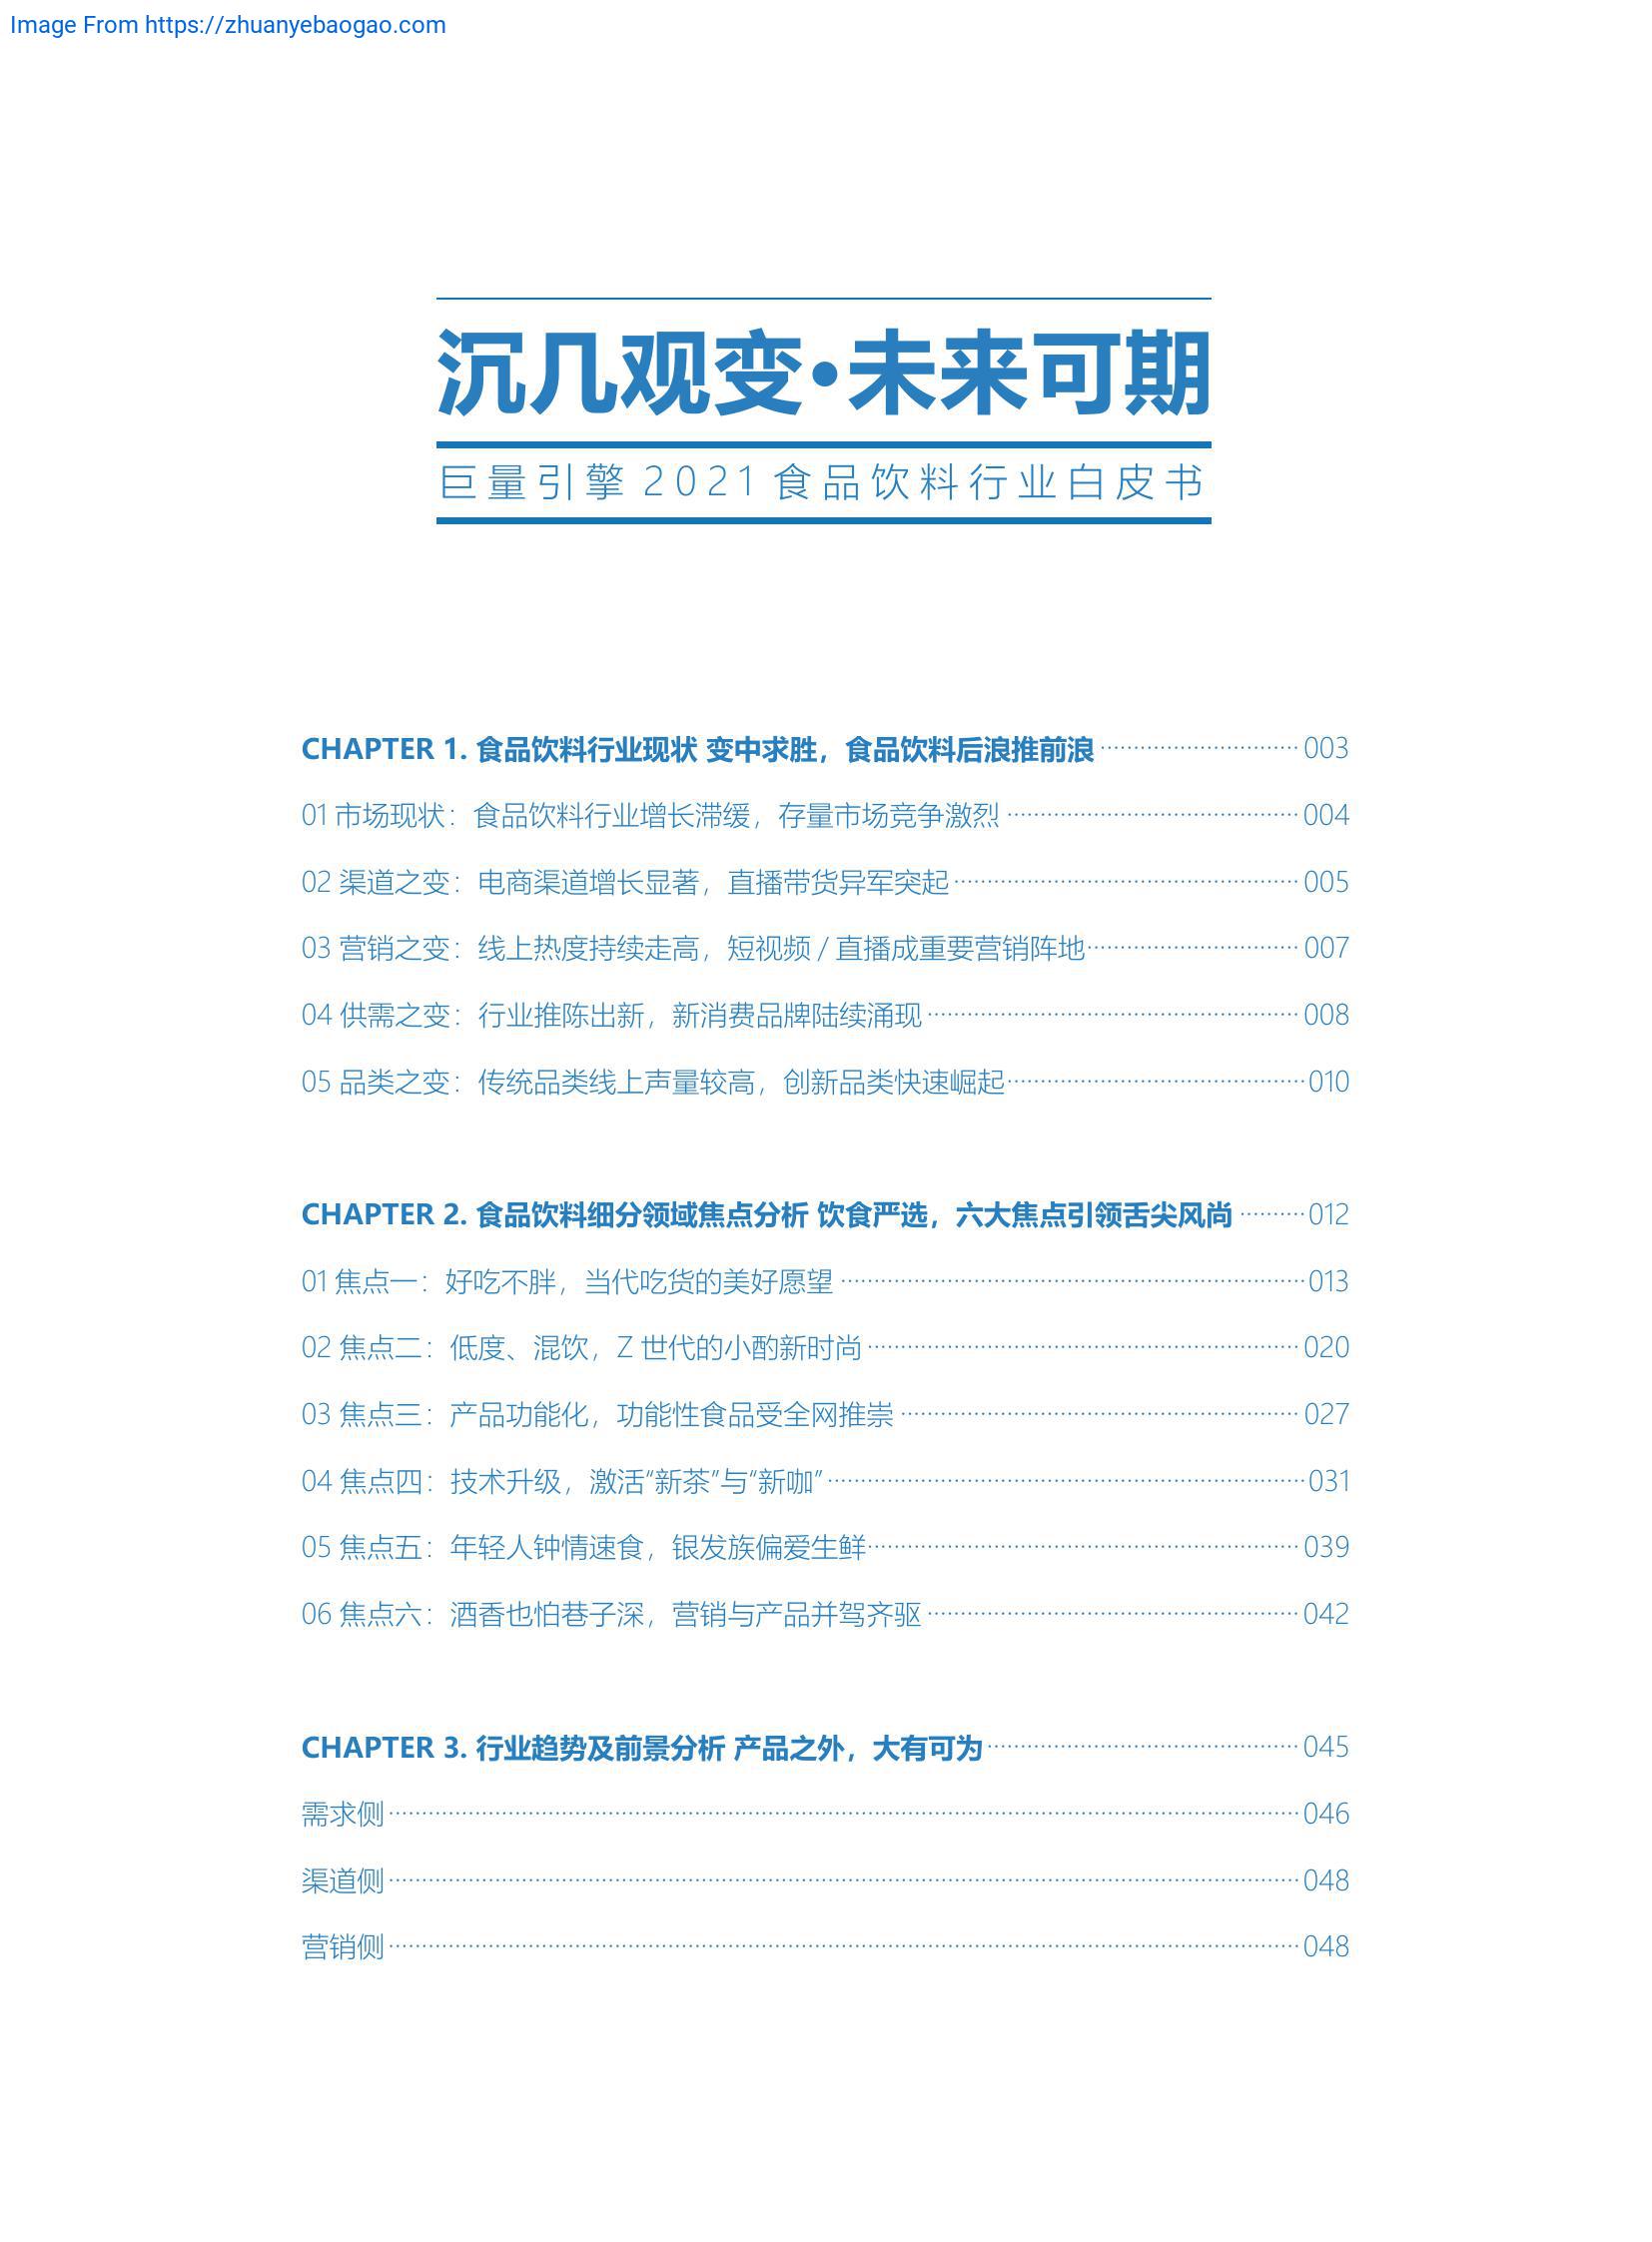 Image From https://zhuanyebaogao.com
沉几观变·未来可期
巨量引擎 2021 食品饮料行业白皮书
CHAPTER 1. 食品饮料行业现状 变中求胜，食品饮料后浪推前浪 ········ 003
01 市场现状：食品饮料行业增长滞缓，存量市场竞争激烈 ········ 004
02 渠道之变：电商渠道增长显著，直播带货异军突起 ········ 005
03 营销之变：线上热度持续走高，短视频 / 直播成重要营销阵地 ········ 007
04 供需之变：行业推陈出新，新消费品牌陆续涌现 ········ 008
05 品类之变：传统品类线上声量较高，创新品类快速崛起 ········ 010
CHAPTER 2. 食品饮料细分领域焦点分析 饮食严选，六大焦点引领舌尖风尚 ········ 012
01 焦点一：好吃不胖，当代吃货的美好愿望 ········ 013
02 焦点二：低度、混饮，Z 世代的小酌新时尚 ········ 020
03 焦点三：产品功能化，功能性食品受全网推崇 ········ 027
04 焦点四：技术升级，激活“新茶”与“新咖” ········ 031
05 焦点五：年轻人钟情速食，银发族偏爱生鲜 ········ 039
06 焦点六：酒香也怕巷子深，营销与产品并驾齐驱 ········ 042
CHAPTER 3. 行业趋势及前景分析 产品之外，大有可为 ········ 045
需求侧 ········ 046
渠道侧 ········ 048
营销侧 ········ 048